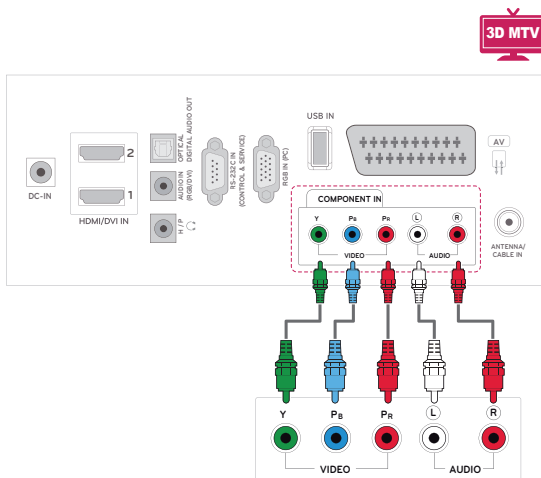 3D MTV
DC-IN
2
1
HDMI/DVI IN
OPTICAL
DIGITAL AUDIO OUT
AUDIO IN
(RGB/DVI)
H / P
RS-232C IN
(CONTROL & SERVICE)
RGB IN (PC)
USB IN
AV
ANTENNA/
CABLE IN
COMPONENT IN
Y PB PR L R
VIDEO AUDIO
Y PB PR L R
VIDEO AUDIO